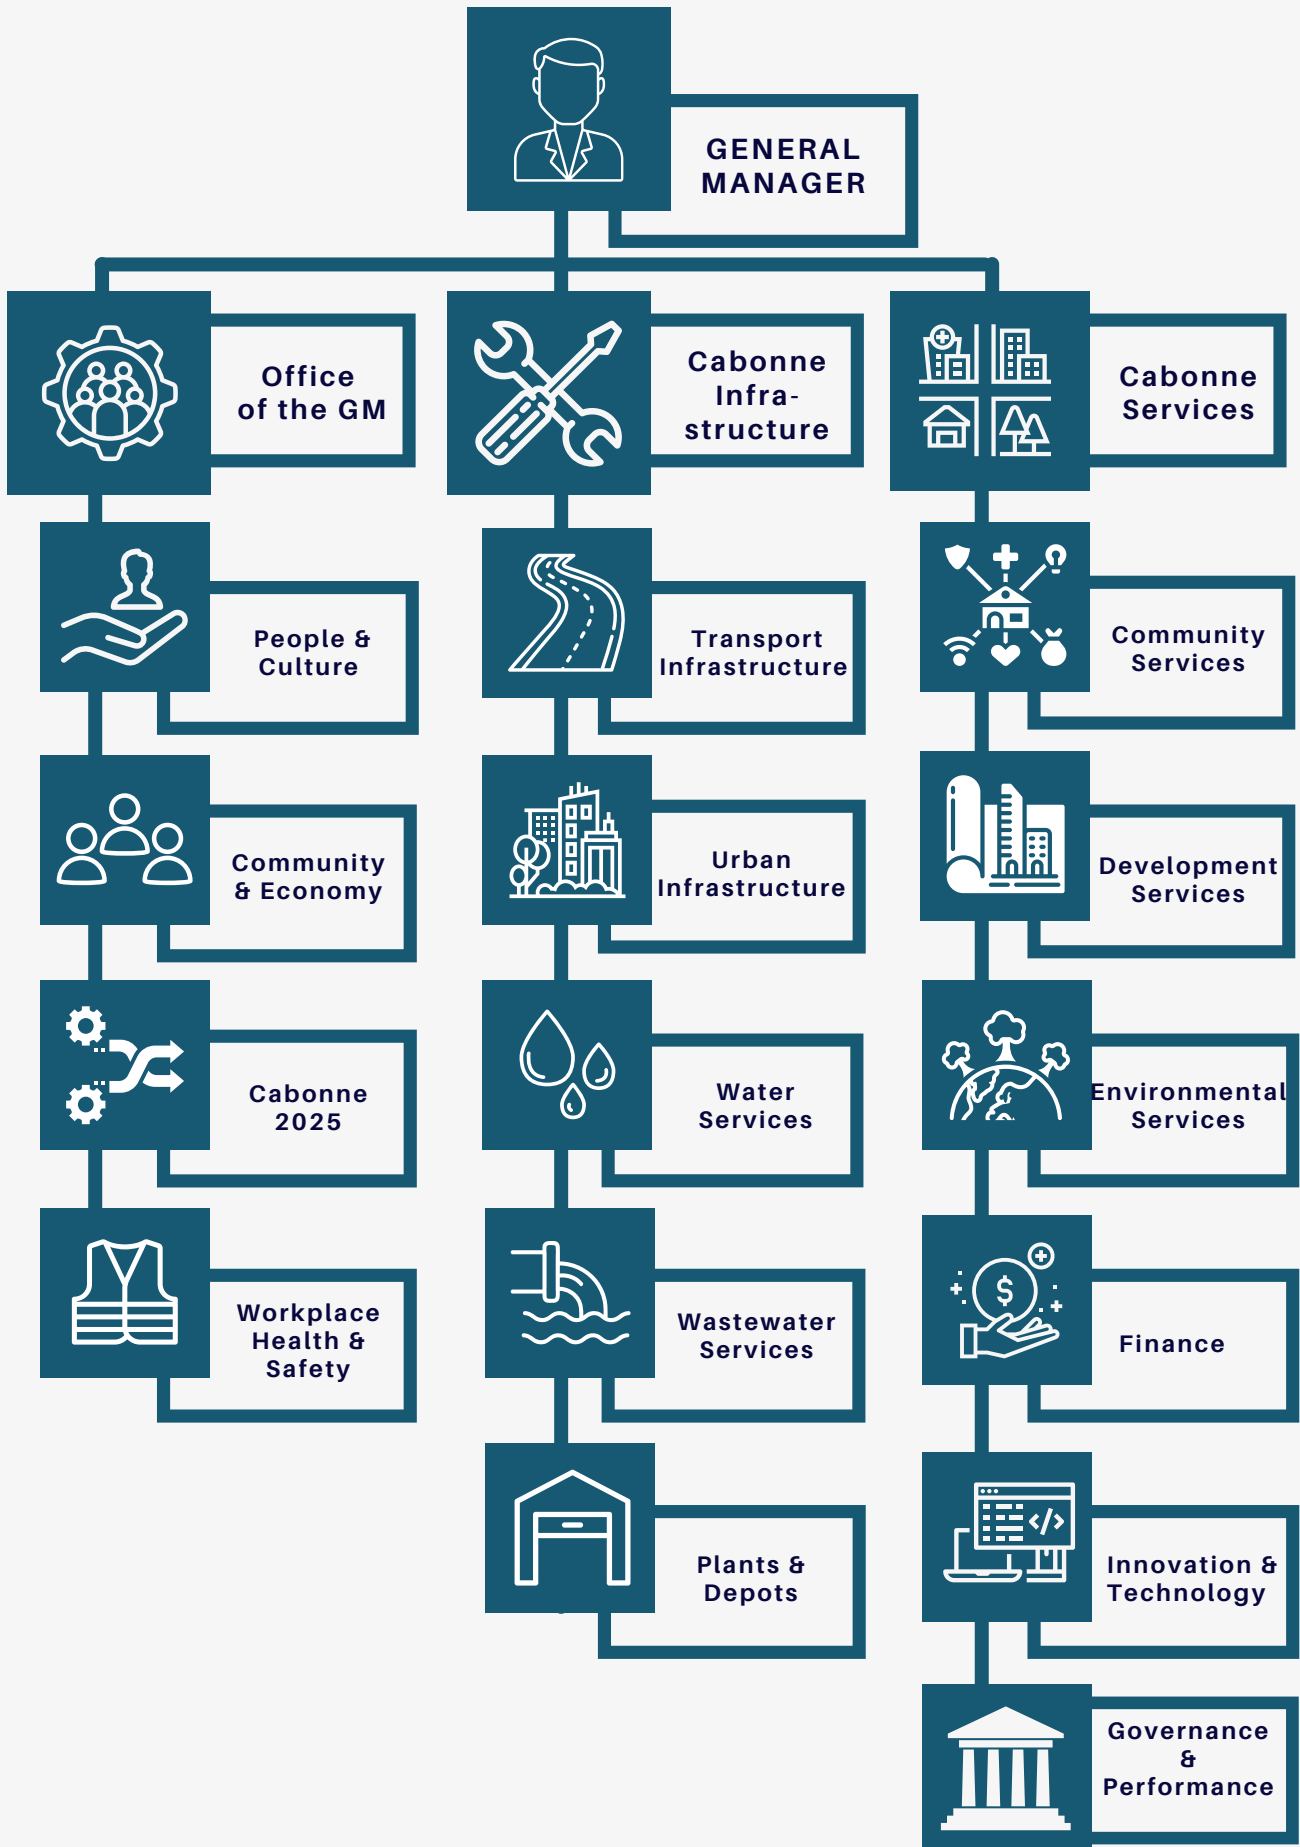 GENERAL
MANAGER
Office
of the GM
Cabonne
Infra-
structure
Cabonne
Services
People &
Culture
Transport
Infrastructure
Community
Services
Community
& Economy
Urban
Infrastructure
Development
Services
Cabonne
2025
Water
Services
Environmental
Services
Workplace
Health &
Safety
Wastewater
Services
$
Finance
Plants &
Depots
</>
Innovation &
Technology
Governance
&
Performance